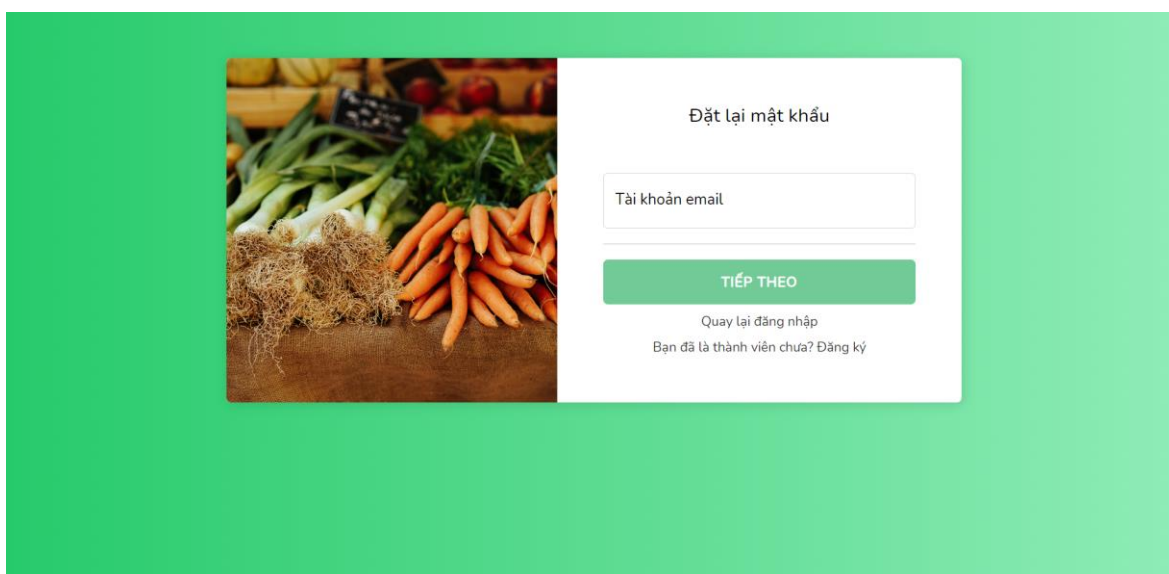 Đặt lại mật khẩu
Tài khoản email
TIẾP THEO
Quay lại đăng nhập
Bạn đã là thành viên chưa? Đăng ký